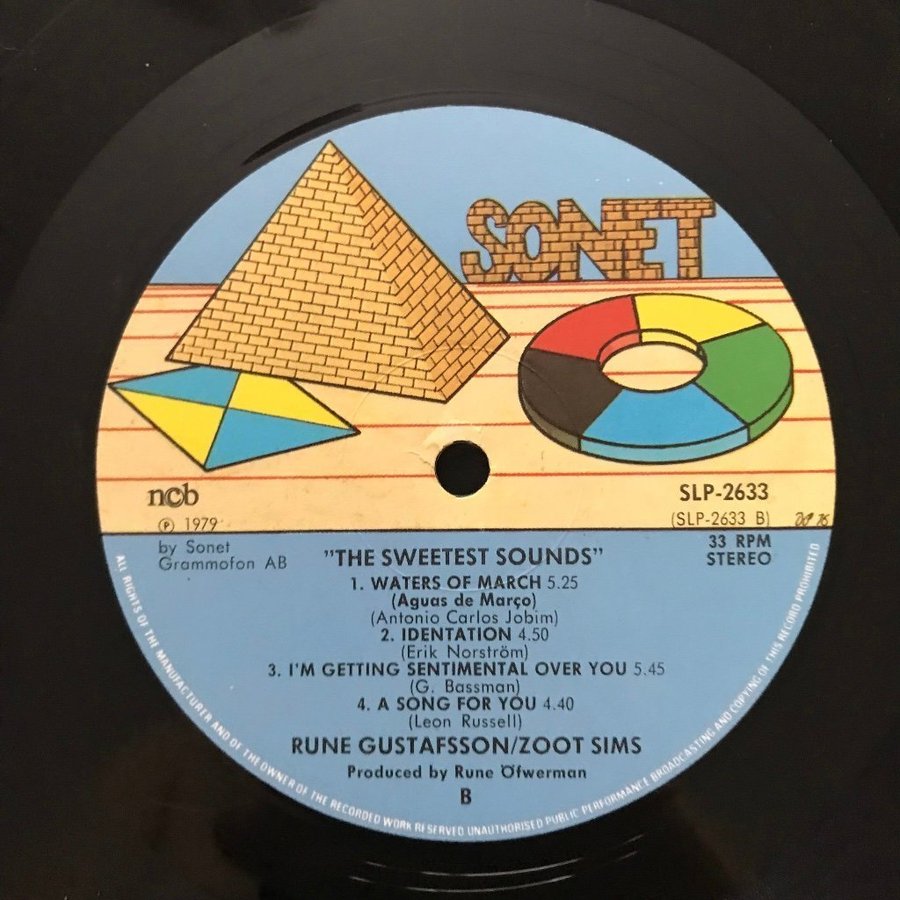 SONET
ncb
SLP-2633
℗ 1979
(SLP-2633 B)
by Sonet
Grammofon AB
33 RPM
STEREO
"THE SWEETEST SOUNDS"
1. WATERS OF MARCH 5.25
(Aguas de Março)
(Antonio Carlos Jobim)
2. IDENTATION 4.50
(Erik Norström)
3. I'M GETTING SENTIMENTAL OVER YOU 5.45
(G. Bassman)
4. A SONG FOR YOU 4.40
(Leon Russell)
RUNE GUSTAFSSON/ZOOT SIMS
Produced by Rune Öfwerman
B
ALL RIGHTS OF THE MANUFACTURER AND OF THE OWNER OF THE RECORDED WORK RESERVED UNAUTHORISED PUBLIC PERFORMANCE BROADCASTING AND COPYING OF THIS RECORD PROHIBITED